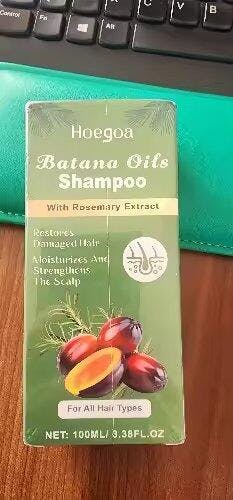 Control
Fn
Alt
X
C
V
B
Hoegoa
Batana Oils
Shampoo
With Rosemary Extract
Restores
Damaged Hair
Moisturizes And
Strengthens
The Scalp
For All Hair Types
NET: 100ML/ 3.38FL.OZ